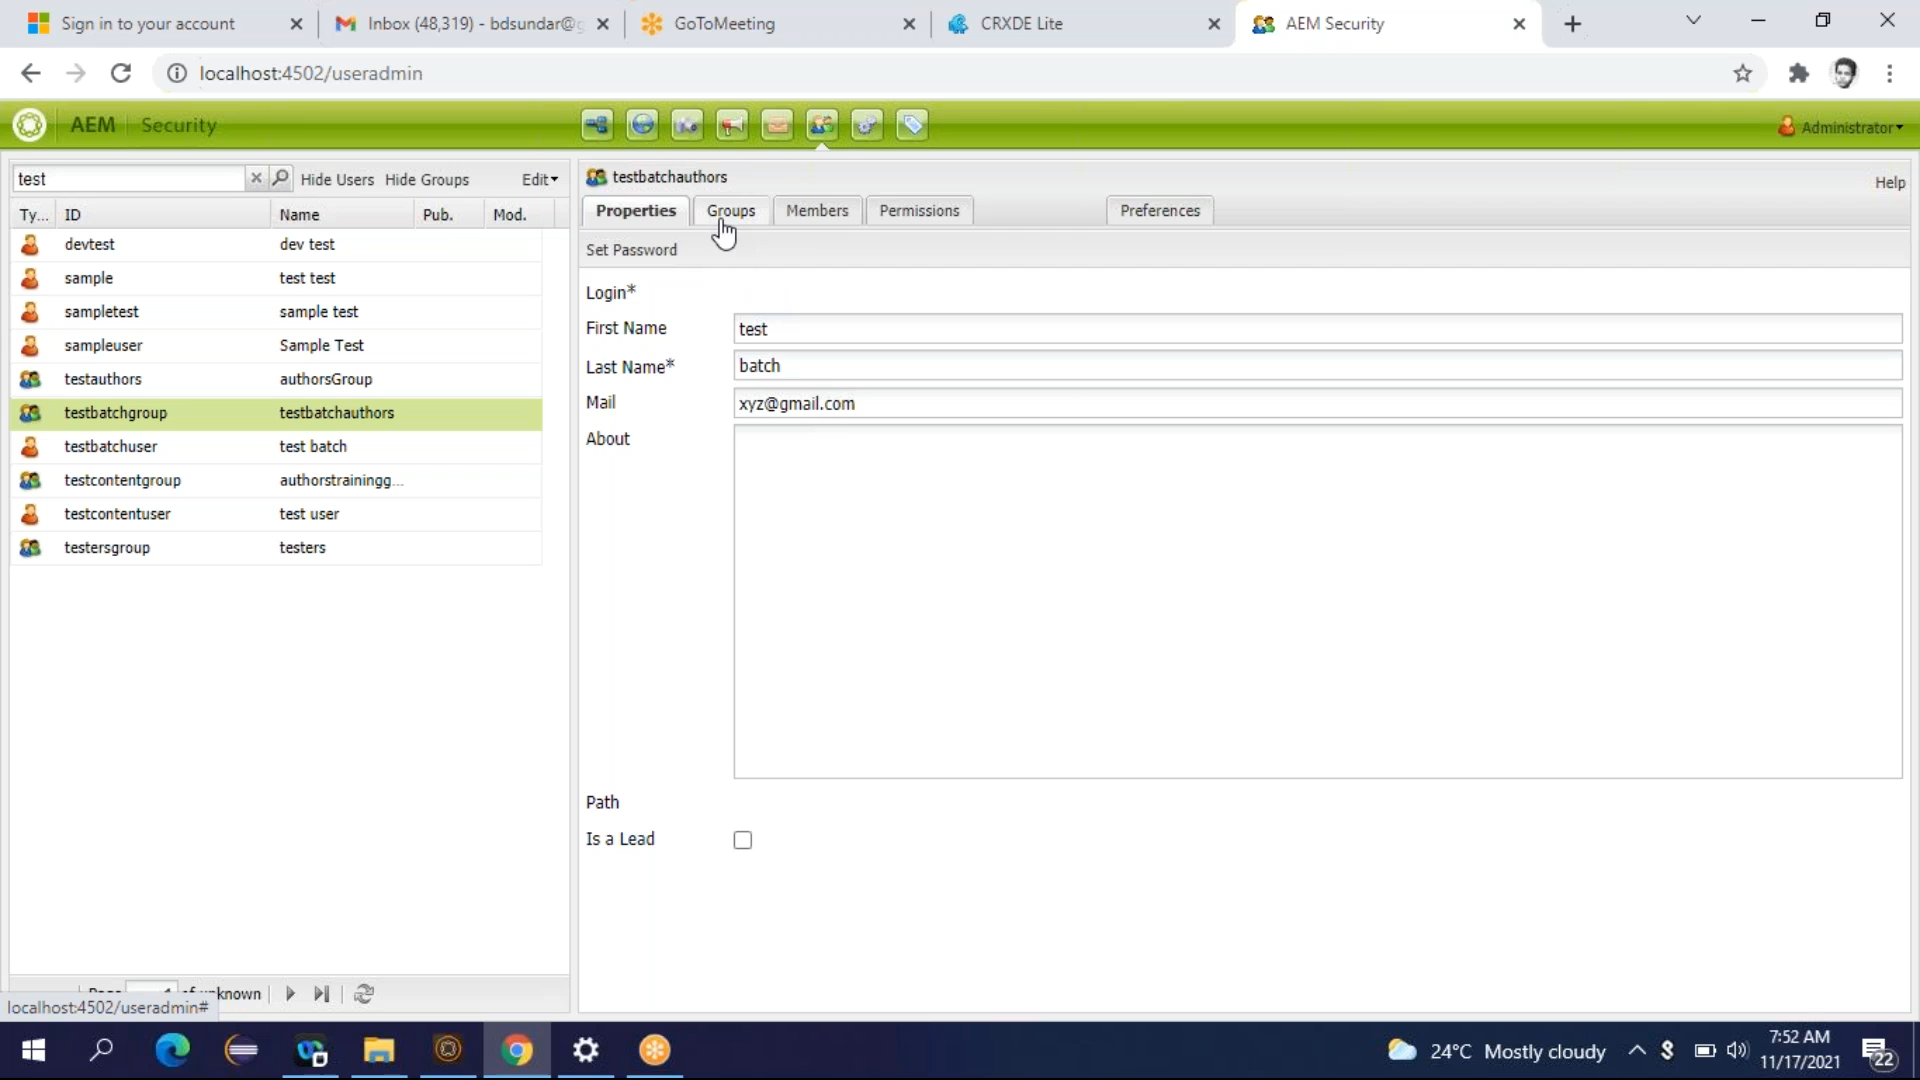 Sign in to your account
Inbox (48,319) - bdsundar@g
GoToMeeting
CRXDE Lite
AEM Security
localhost:4502/useradmin
AEM Security
Administrator
test
Hide Users Hide Groups Edit
Ty... ID Name Pub. Mod.
devtest dev test
sample test test
sampletest sample test
sampleuser Sample Test
testauthors authorsGroup
testbatchgroup testbatchauthors
testbatchuser test batch
testcontentgroup authorstrainingg...
testcontentuser test user
testersgroup testers
of unknown
localhost:4502/useradmin#
testbatchauthors
Help
Properties Groups Members Permissions Preferences
Set Password
Login*
First Name test
Last Name* batch
Mail xyz@gmail.com
About
Path
Is a Lead
24°C Mostly cloudy
7:52 AM
11/17/2021
22